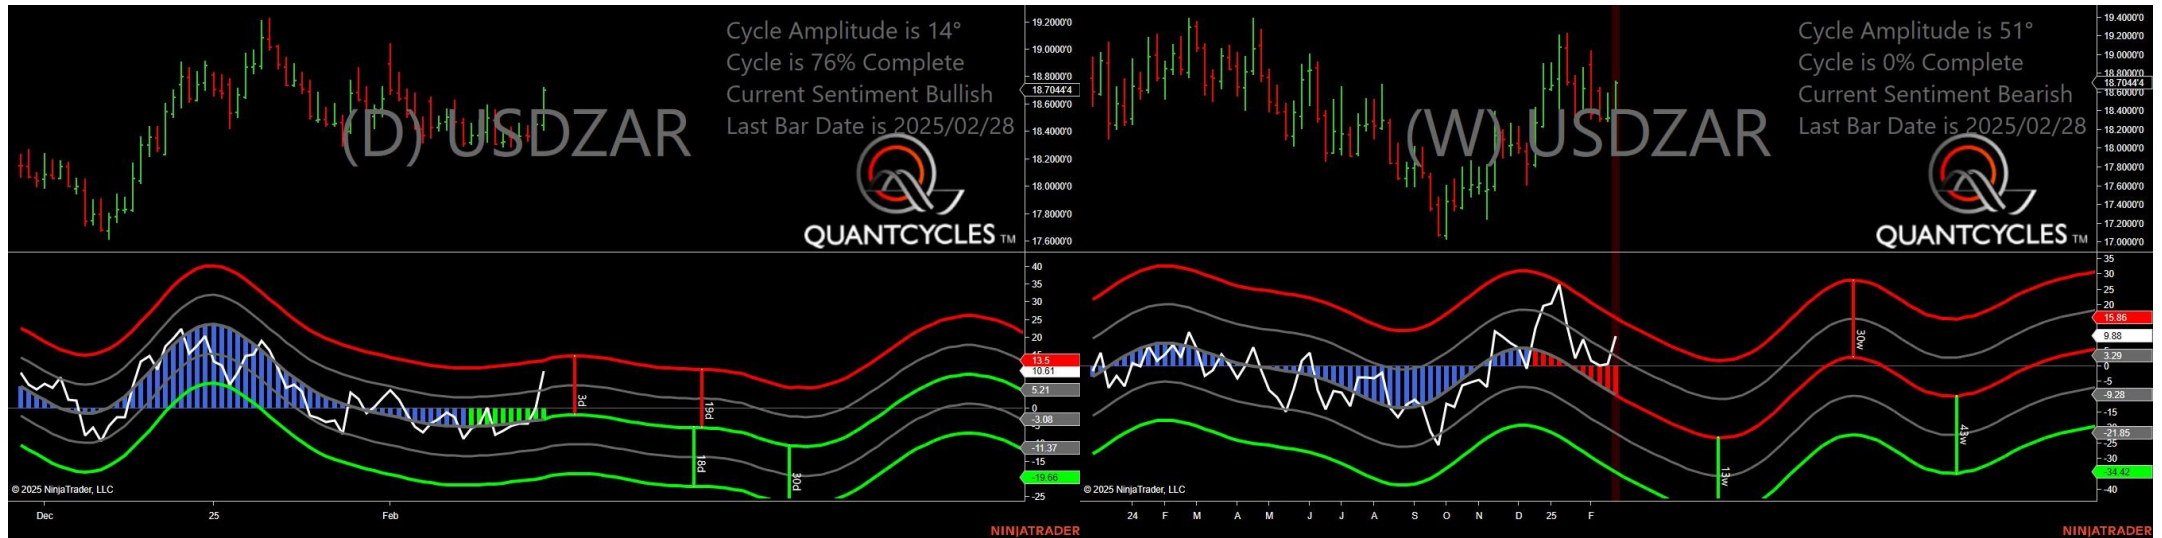 Cycle Amplitude is 14°
Cycle is 76% Complete
Current Sentiment Bullish
Last Bar Date is 2025/02/28
(D) USDZAR
QUANTCYCLES TM
19.2000'0
19.0000'0
18.8000'0
18.7044'4
18.6000'0
18.4000'0
18.2000'0
18.0000'0
17.8000'0
17.6000'0
40
35
30
25
20
13.5
10.61
5.21
0
-3.08
-5
-11.37
-15
-19.66
-25
3d
19d
18d
30d
© 2025 NinjaTrader, LLC
Dec
25
Feb
NINJATRADER
Cycle Amplitude is 51°
Cycle is 0% Complete
Current Sentiment Bearish
Last Bar Date is 2025/02/28
(W) USDZAR
QUANTCYCLES TM
19.4000'0
19.2000'0
19.0000'0
18.8000'0
18.7044'4
18.6000'0
18.4000'0
18.2000'0
18.0000'0
17.8000'0
17.6000'0
17.4000'0
17.2000'0
17.0000'0
35
30
25
20
15.86
9.88
3.29
0
-5
-9.28
-15
-21.85
-25
-30
-34.42
-40
30w
13w
43w
© 2025 NinjaTrader, LLC
24 F M A M J J A S O N D 25 F
NINJATRADER